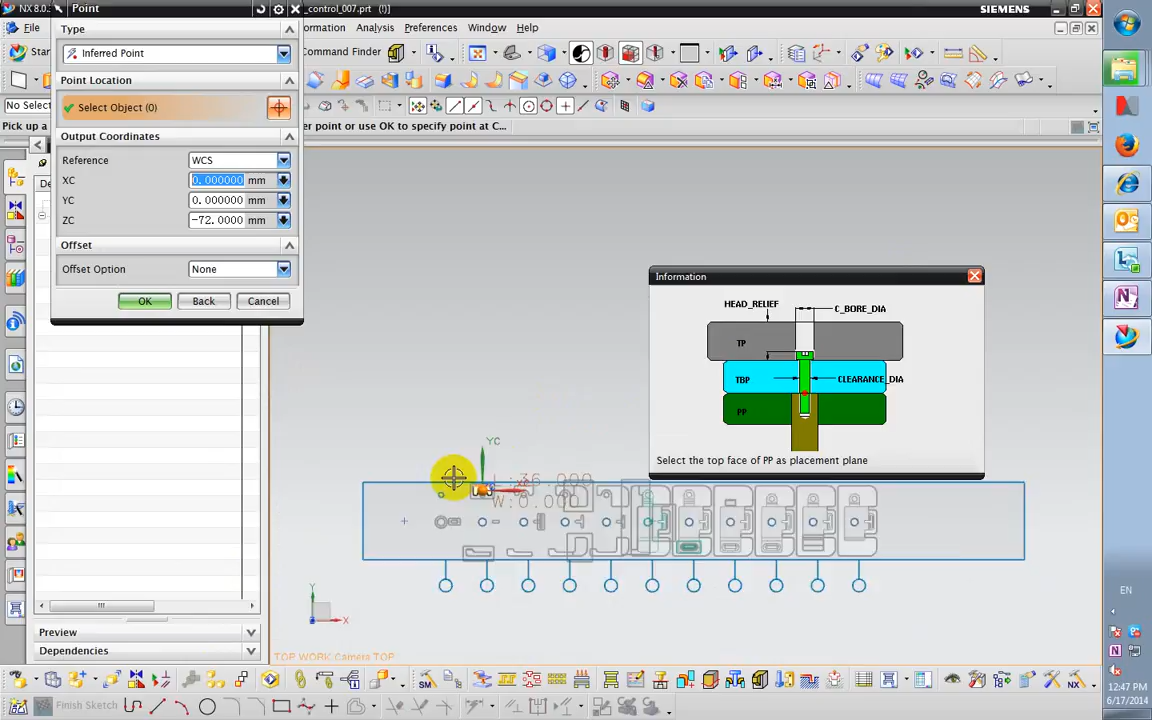 NX 8.0
Point
_control_007.prt (!)]
SIEMENS
File
Type
ormation Analysis Preferences Window Help
Start
Inferred Point
ommand Finder
Point Location
No Selec
Select Object (0)
Pick up a
er point or use OK to specify point at C...
Output Coordinates
Reference
WCS
XC
0.000000 mm
YC
0.000000 mm
ZC
-72.0000 mm
Offset
Offset Option
None
OK
Back
Cancel
Information
HEAD_RELIEF
C_BORE_DIA
TP
TBP
CLEARANCE_DIA
PP
Select the top face of PP as placement plane
YC
Y
X
Preview
Dependencies
TOP WORK Camera TOP
Finish Sketch
EN
12:47 PM
6/17/2014